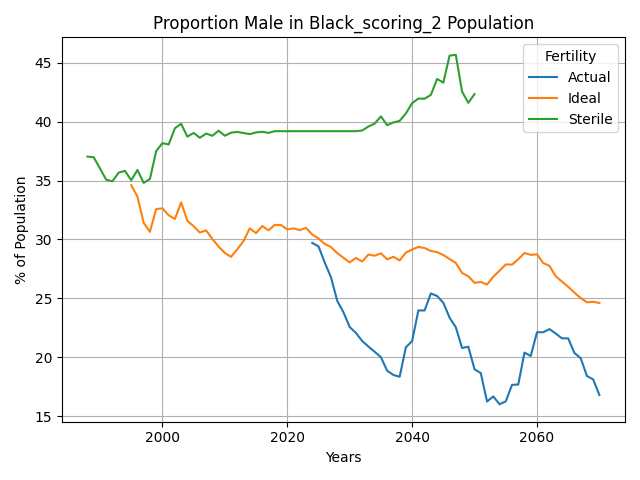 Proportion Male in Black_scoring_2 Population
% of Population
45
40
35
30
25
20
15
2000
2020
2040
2060
Years
Fertility
Actual
Ideal
Sterile